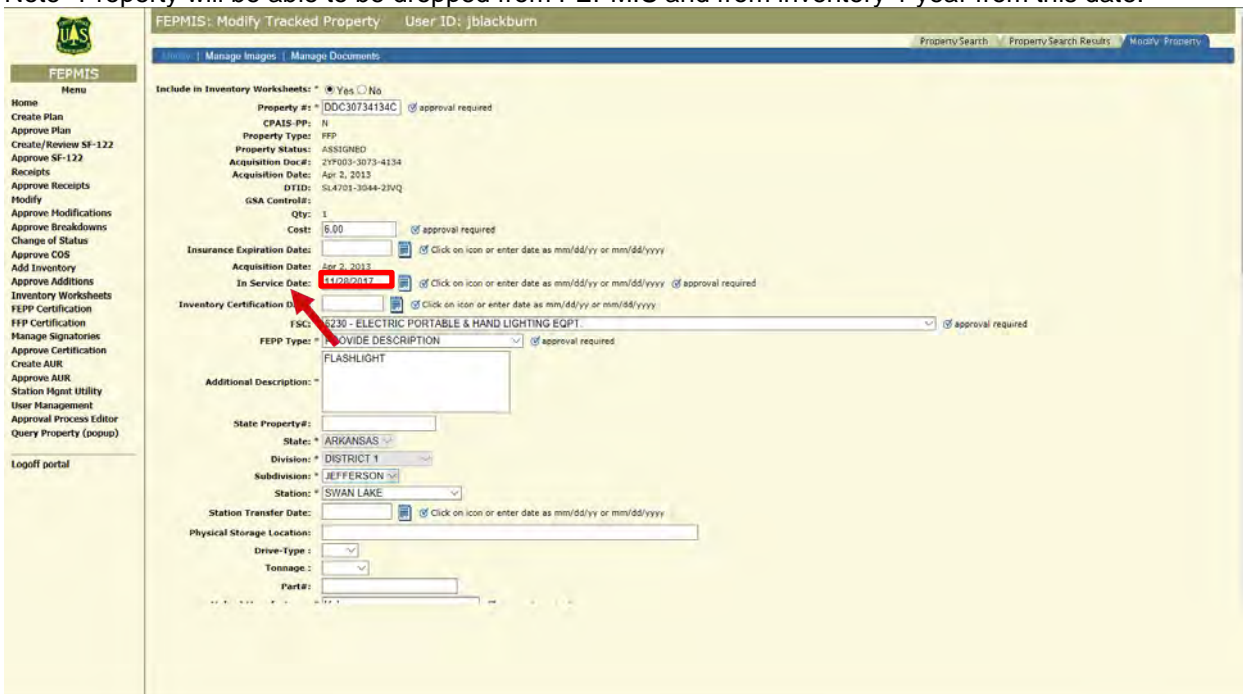 Note- Property will be able to be dropped from FEPMIS and from inventory 1 year from this date.
FEPMIS: Modify Tracked Property User ID: jblackburn
UAS
Property Search Property Search Results Modify Property
| Manage Images | Manage Documents
FEPMIS
Menu
Home
Create Plan
Approve Plan
Create/Review SF-122
Approve SF-122
Receipts
Approve Receipts
Modify
Approve Modifications
Approve Breakdowns
Change of Status
Approve COS
Add Inventory
Approve Additions
Inventory Worksheets
FEPP Certification
FFP Certification
Manage Signatories
Approve Certification
Create AUR
Approve AUR
Station Mgmt Utility
User Management
Approval Process Editor
Query Property (popup)
Logoff portal
Include in Inventory Worksheets: * Yes No
Property #: * DDC30734134C approval required
CPAIS-PP: N
Property Type: FFP
Property Status: ASSIGNED
Acquisition Doc#: 2YF003-3073-4134
Acquisition Date: Apr 2, 2013
DTID: SL4701-3044-23VQ
GSA Control#:
Qty: 1
Cost: 6.00 approval required
Insurance Expiration Date: Click on icon or enter date as mm/dd/yy or mm/dd/yyyy
Acquisition Date: Apr 2, 2013
In Service Date: 11/28/2017 Click on icon or enter date as mm/dd/yy or mm/dd/yyyy approval required
Inventory Certification Click on icon or enter date as mm/dd/yy or mm/dd/yyyy
FSC: 6230 - ELECTRIC PORTABLE & HAND LIGHTING EQPT. approval required
FEPP Type: * PROVIDE DESCRIPTION approval required
Additional Description: * FLASHLIGHT
State Property#:
State: * ARKANSAS
Division: * DISTRICT 1
Subdivision: * JEFFERSON
Station: * SWAN LAKE
Station Transfer Date: Click on icon or enter date as mm/dd/yy or mm/dd/yyyy
Physical Storage Location:
Drive-Type :
Tonnage :
Part#: